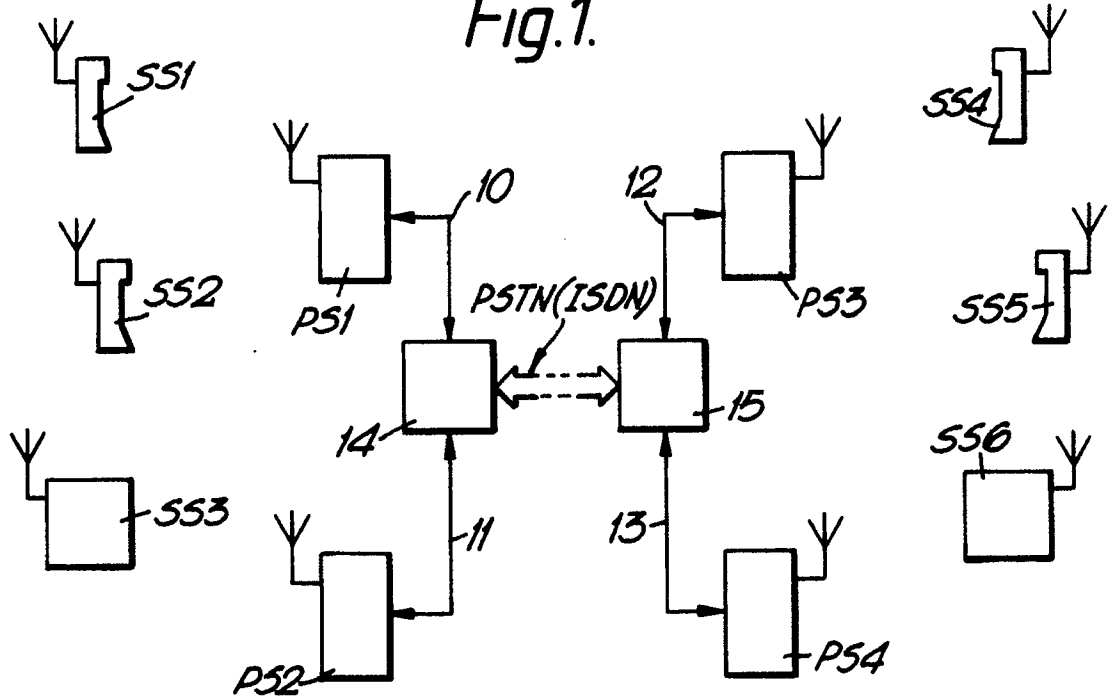 Fig.1.
SS1
SS4
10
12
SS2
PS1
PSTN(ISDN)
PS3
SS5
14
15
SS6
SS3
11
13
PS2
PS4